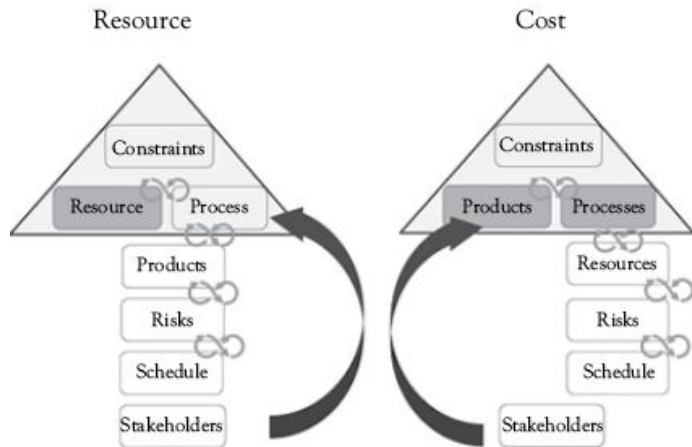 Resource
Cost
Constraints
Resource
Process
Products
Risks
Schedule
Stakeholders
Constraints
Products
Processes
Resources
Risks
Schedule
Stakeholders